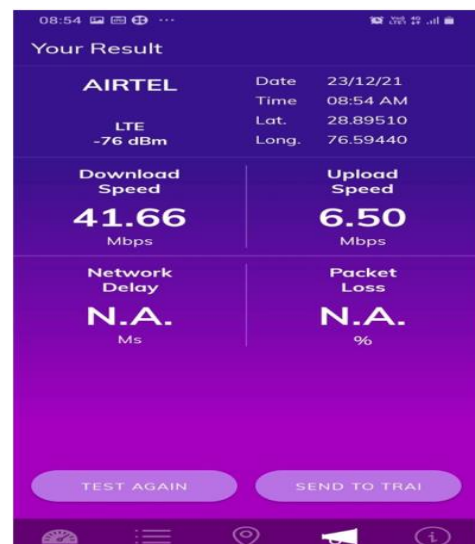 08:54
Your Result
AIRTEL
LTE
-76 dBm
Date 23/12/21
Time 08:54 AM
Lat. 28.89510
Long. 76.59440
Download
Speed
41.66
Mbps
Upload
Speed
6.50
Mbps
Network
Delay
N.A.
Ms
Packet
Loss
N.A.
%
TEST AGAIN
SEND TO TRAI